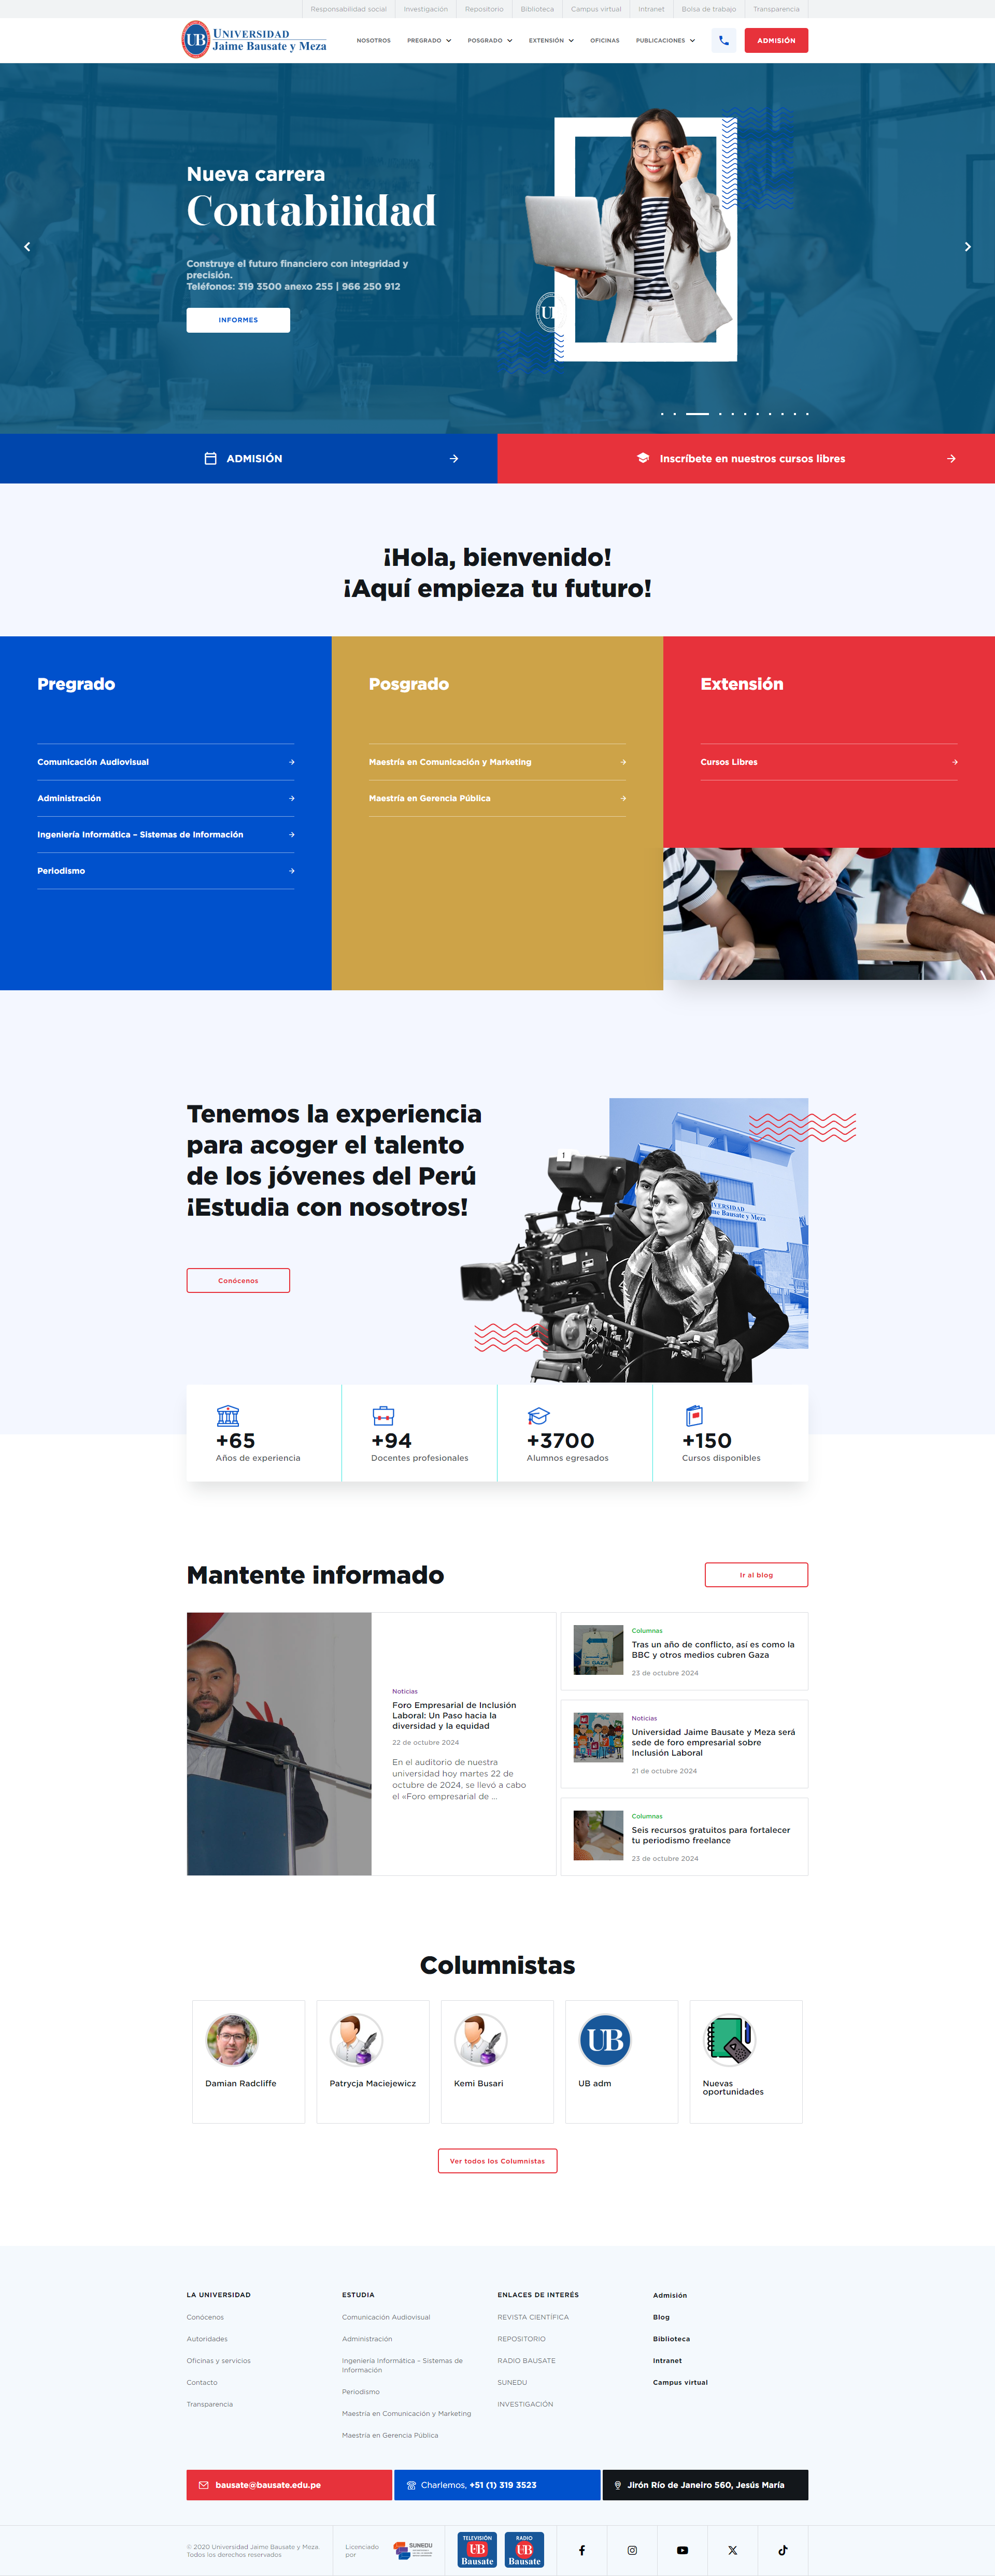 Responsabilidad social
Investigación
Repositorio
Biblioteca
Campus virtual
Intranet
Bolsa de trabajo
Transparencia
UB
UNIVERSIDAD
Jaime Bausate y Meza
NOSOTROS
PREGRADO
POSGRADO
EXTENSIÓN
OFICINAS
PUBLICACIONES
ADMISIÓN
Nueva carrera
Contabilidad
Construye el futuro financiero con integridad y
precisión.
Teléfonos: 319 3500 anexo 255 | 966 250 912
INFORMES
ADMISIÓN
Inscríbete en nuestros cursos libres
¡Hola, bienvenido!
¡Aquí empieza tu futuro!
Pregrado
Comunicación Audiovisual
Administración
Ingeniería Informática – Sistemas de Información
Periodismo
Posgrado
Maestría en Comunicación y Marketing
Maestría en Gerencia Pública
Extensión
Cursos Libres
Tenemos la experiencia
para acoger el talento
de los jóvenes del Perú
¡Estudia con nosotros!
Conócenos
+65
Años de experiencia
+94
Docentes profesionales
+3700
Alumnos egresados
+150
Cursos disponibles
Mantente informado
Ir al blog
Noticias
Foro Empresarial de Inclusión
Laboral: Un Paso hacia la
diversidad y la equidad
22 de octubre 2024
En el auditorio de nuestra
universidad hoy martes 22 de
octubre de 2024, se llevó a cabo
el «Foro empresarial de ...
Columnas
Tras un año de conflicto, así es como la
BBC y otros medios cubren Gaza
23 de octubre 2024
Noticias
Universidad Jaime Bausate y Meza será
sede de foro empresarial sobre
Inclusión Laboral
21 de octubre 2024
Columnas
Seis recursos gratuitos para fortalecer
tu periodismo freelance
23 de octubre 2024
Columnistas
Damian Radcliffe
Patrycja Maciejewicz
Kemi Busari
UB
UB adm
Nuevas
oportunidades
Ver todos los Columnistas
LA UNIVERSIDAD
Conócenos
Autoridades
Oficinas y servicios
Contacto
Transparencia
ESTUDIA
Comunicación Audiovisual
Administración
Ingeniería Informática – Sistemas de
Información
Periodismo
Maestría en Comunicación y Marketing
Maestría en Gerencia Pública
ENLACES DE INTERÉS
REVISTA CIENTÍFICA
REPOSITORIO
RADIO BAUSATE
SUNEDU
INVESTIGACIÓN
Admisión
Blog
Biblioteca
Intranet
Campus virtual
bausate@bausate.edu.pe
Charlemos, +51 (1) 319 3523
Jirón Río de Janeiro 560, Jesús María
© 2020 Universidad Jaime Bausate y Meza.
Todos los derechos reservados
Licenciado
por
SUNEDU
TELEVISIÓN
UB
Bausate
RADIO
UB
Bausate